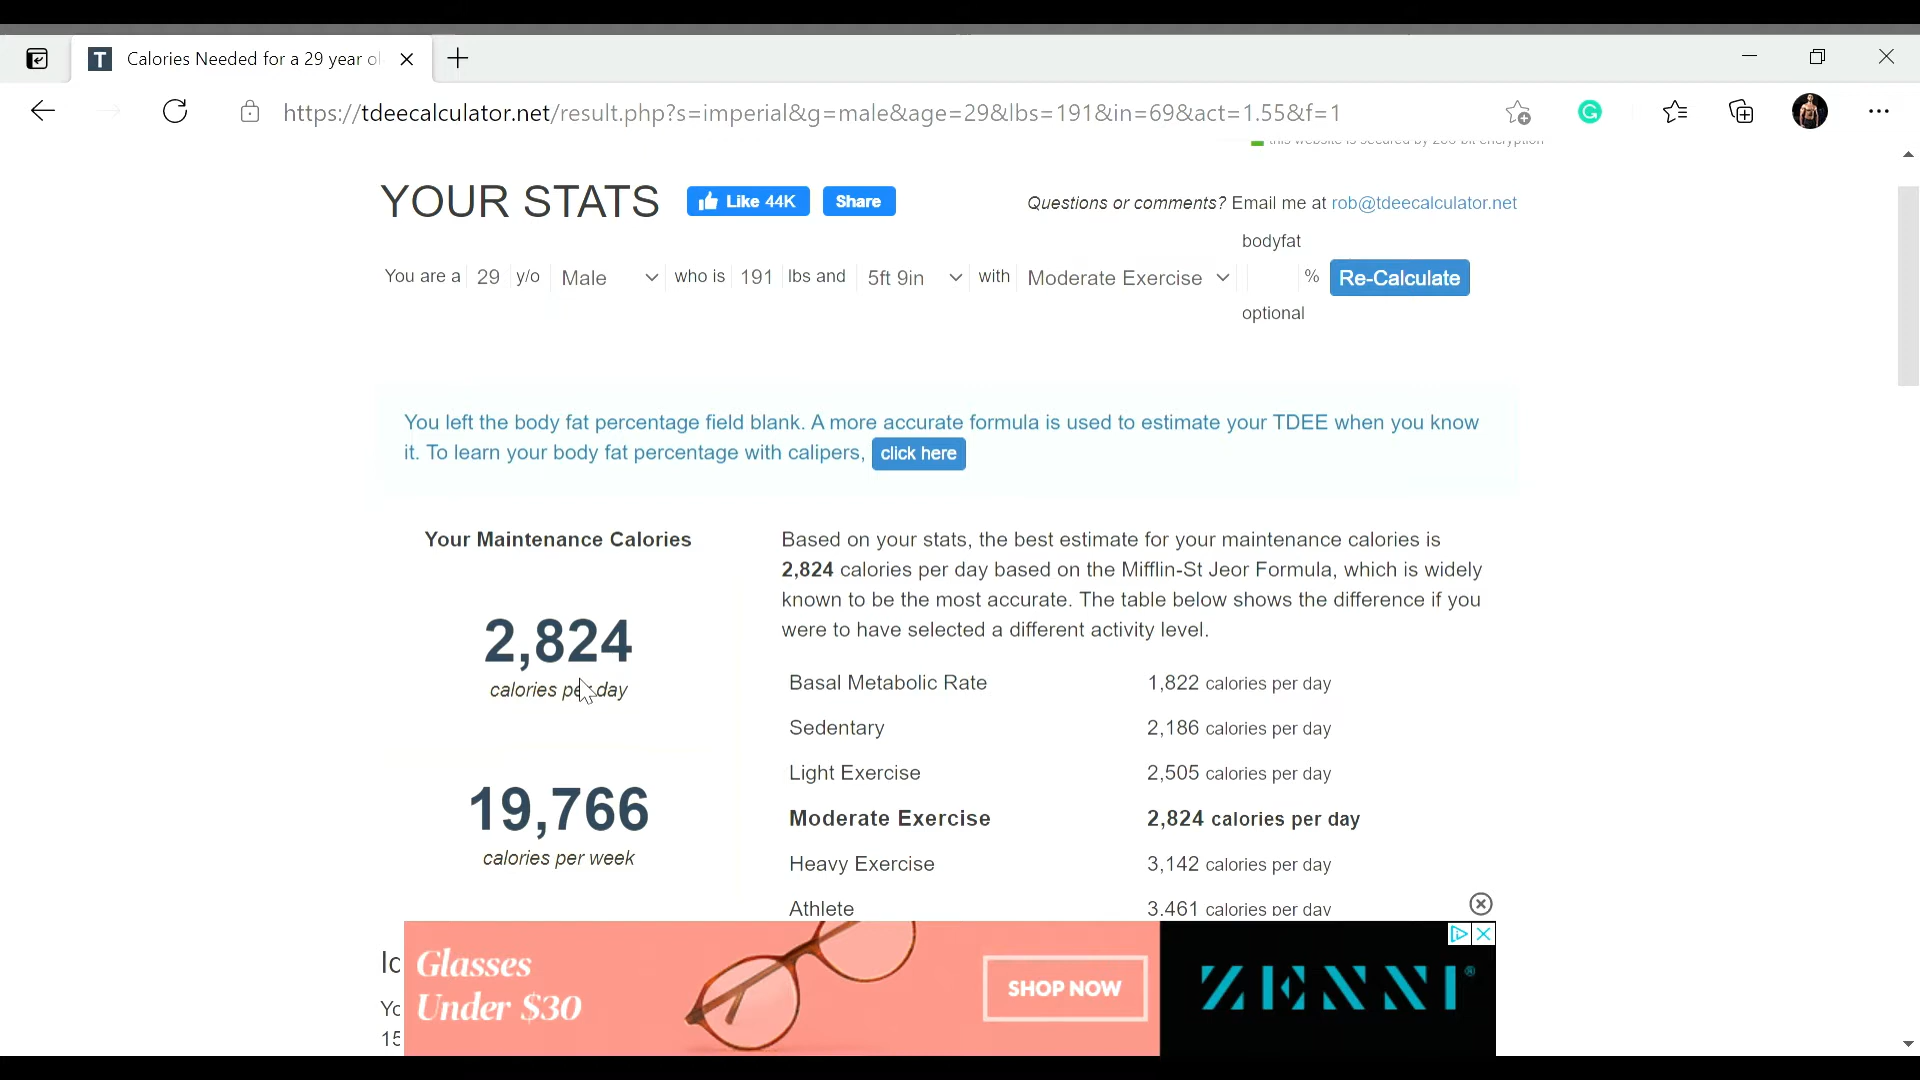 Calories Needed for a 29 year ol
https://tdeecalculator.net/result.php?s=imperial&g=male&age=29&lbs=191&in=69&act=1.55&f=1
this website is secured by 256-bit encryption
YOUR STATS
Like 44K
Share
Questions or comments? Email me at rob@tdeecalculator.net
bodyfat
You are a 29 y/o Male who is 191 lbs and 5ft 9in with Moderate Exercise % Re-Calculate
optional
You left the body fat percentage field blank. A more accurate formula is used to estimate your TDEE when you know
it. To learn your body fat percentage with calipers, click here
Your Maintenance Calories
2,824
calories per day
19,766
calories per week
Based on your stats, the best estimate for your maintenance calories is
2,824 calories per day based on the Mifflin-St Jeor Formula, which is widely
known to be the most accurate. The table below shows the difference if you
were to have selected a different activity level.
Basal Metabolic Rate 1,822 calories per day
Sedentary 2,186 calories per day
Light Exercise 2,505 calories per day
Moderate Exercise 2,824 calories per day
Heavy Exercise 3,142 calories per day
Athlete 3,461 calories per day
Glasses
Under $30
SHOP NOW
ZENNI®